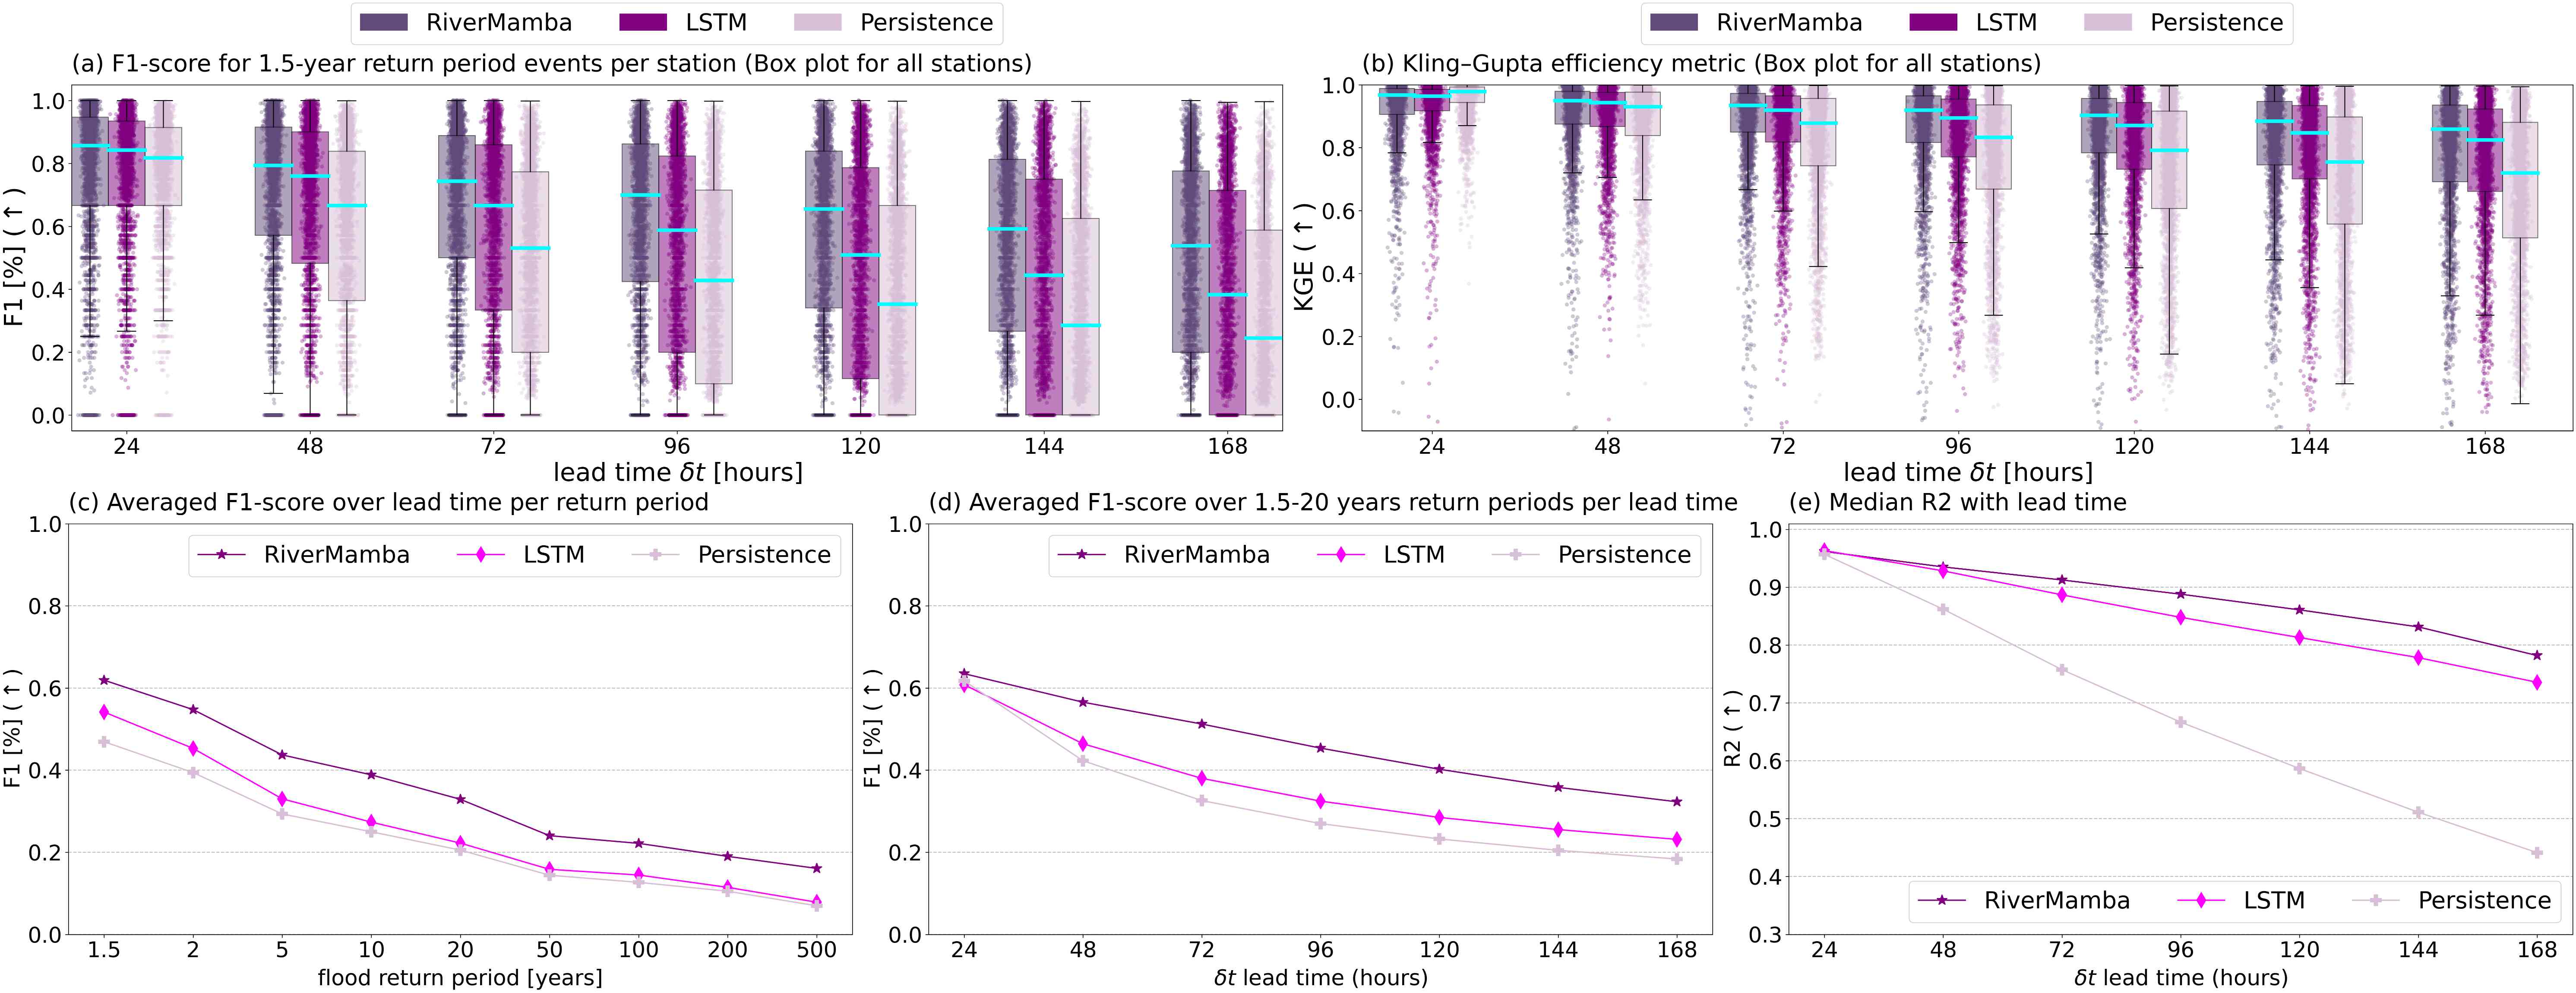 RiverMamba LSTM Persistence
(a) F1-score for 1.5-year return period events per station (Box plot for all stations)
F1 [%] (↑)
1.0
0.8
0.6
0.4
0.2
0.0
24 48 72 96 120 144 168
lead time δt [hours]
RiverMamba LSTM Persistence
(b) Kling–Gupta efficiency metric (Box plot for all stations)
KGE (↑)
1.0
0.8
0.6
0.4
0.2
0.0
24 48 72 96 120 144 168
lead time δt [hours]
(c) Averaged F1-score over lead time per return period
RiverMamba LSTM Persistence
F1 [%] (↑)
1.0
0.8
0.6
0.4
0.2
0.0
1.5 2 5 10 20 50 100 200 500
flood return period [years]
(d) Averaged F1-score over 1.5-20 years return periods per lead time
RiverMamba LSTM Persistence
F1 [%] (↑)
1.0
0.8
0.6
0.4
0.2
0.0
24 48 72 96 120 144 168
δt lead time (hours)
(e) Median R2 with lead time
R2 (↑)
1.0
0.9
0.8
0.7
0.6
0.5
0.4
0.3
RiverMamba LSTM Persistence
24 48 72 96 120 144 168
δt lead time (hours)